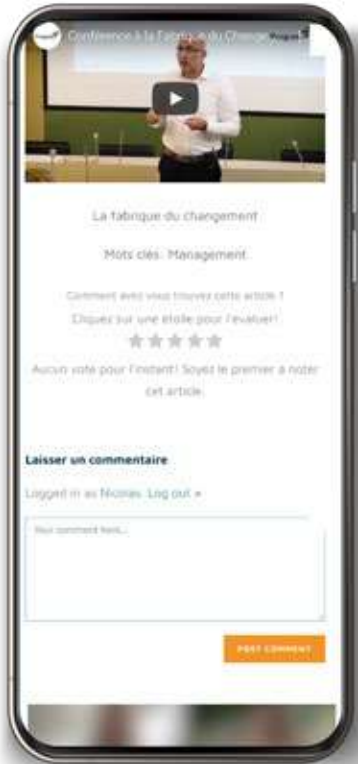 Conférence à la Fabrique du Change
La fabrique du changement
Mots clés: Management
Comment avez vous trouvez cette article ?
Cliquez sur une étoile pour l'évaluer!
Aucun vote pour l'instant! Soyez le premier à noter
cet article.
Laisser un commentaire
Logged in as Nicolas. Log out »
Your comment here...
POST COMMENT